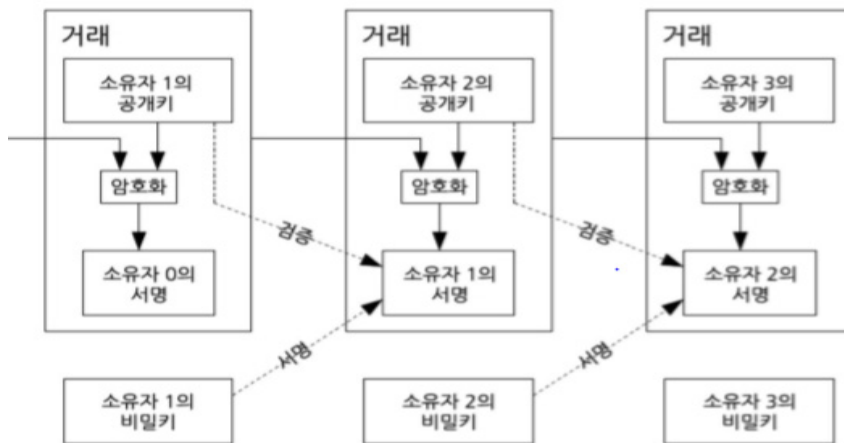 거래
거래
거래
소유자 1의
공개키
소유자 2의
공개키
소유자 3의
공개키
암호화
암호화
암호화
검증
검증
소유자 0의
서명
소유자 1의
서명
소유자 2의
서명
서명
서명
소유자 1의
비밀키
소유자 2의
비밀키
소유자 3의
비밀키